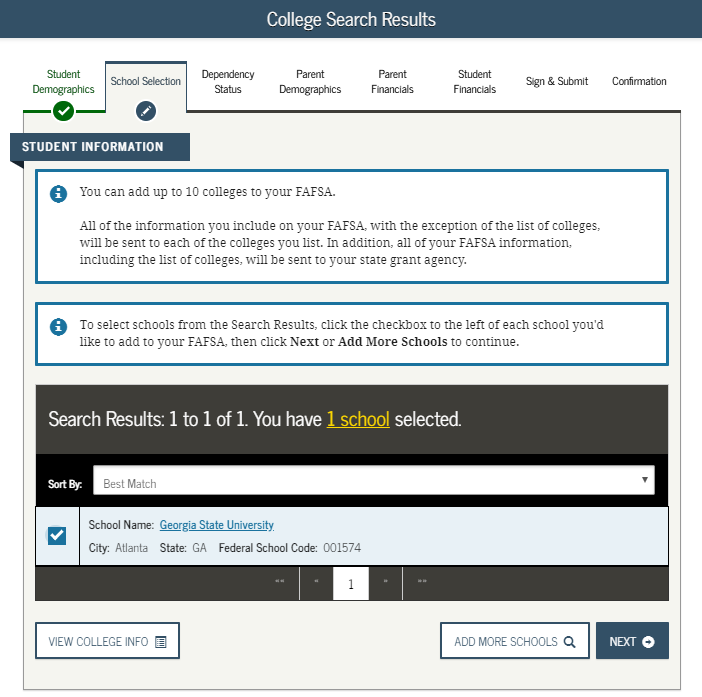 College Search Results
Student
Demographics
School Selection
Dependency
Status
Parent
Demographics
Parent
Financials
Student
Financials
Sign & Submit
Confirmation
STUDENT INFORMATION
You can add up to 10 colleges to your FAFSA.
All of the information you include on your FAFSA, with the exception of the list of colleges,
will be sent to each of the colleges you list. In addition, all of your FAFSA information,
including the list of colleges, will be sent to your state grant agency.
To select schools from the Search Results, click the checkbox to the left of each school you'd
like to add to your FAFSA, then click Next or Add More Schools to continue.
Search Results: 1 to 1 of 1. You have 1 school selected.
Sort By: Best Match
School Name: Georgia State University
City: Atlanta State: GA Federal School Code: 001574
1
VIEW COLLEGE INFO
ADD MORE SCHOOLS
NEXT